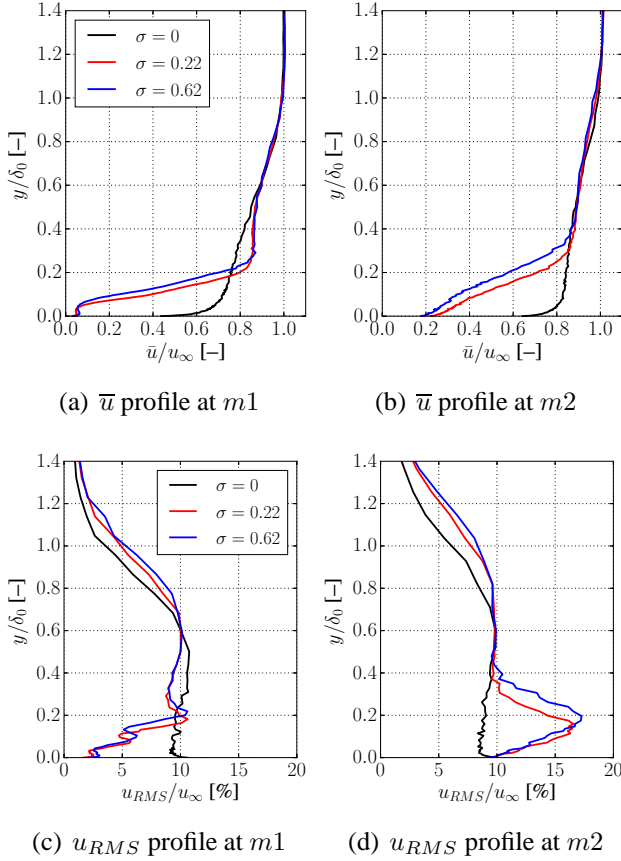 1.4
1.2
1.0
0.8
0.6
0.4
0.2
0.0
y/δ₀ [–]
σ = 0
σ = 0.22
σ = 0.62
0.0 0.2 0.4 0.6 0.8 1.0
ū/u∞ [–]
(a) u̅ profile at m1
1.4
1.2
1.0
0.8
0.6
0.4
0.2
0.0
y/δ₀ [–]
0.0 0.2 0.4 0.6 0.8 1.0
ū/u∞ [–]
(b) u̅ profile at m2
1.4
1.2
1.0
0.8
0.6
0.4
0.2
0.0
y/δ₀ [–]
σ = 0
σ = 0.22
σ = 0.62
0 5 10 15 20
u_RMS/u∞ [%]
(c) u_RMS profile at m1
1.4
1.2
1.0
0.8
0.6
0.4
0.2
0.0
y/δ₀ [–]
0 5 10 15 20
u_RMS/u∞ [%]
(d) u_RMS profile at m2